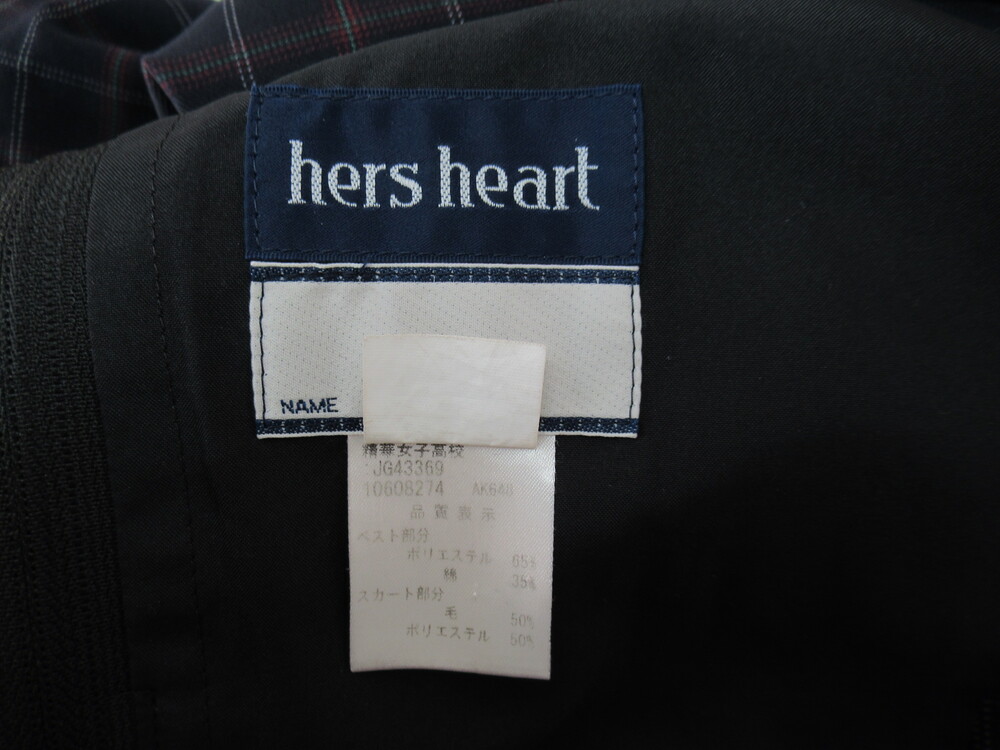 hers heart
NAME
精華女子高校
JG43369
10608274 AK648
品質表示
ベスト部分
ポリエステル 65%
綿 35%
スカート部分
毛 50%
ポリエステル 50%